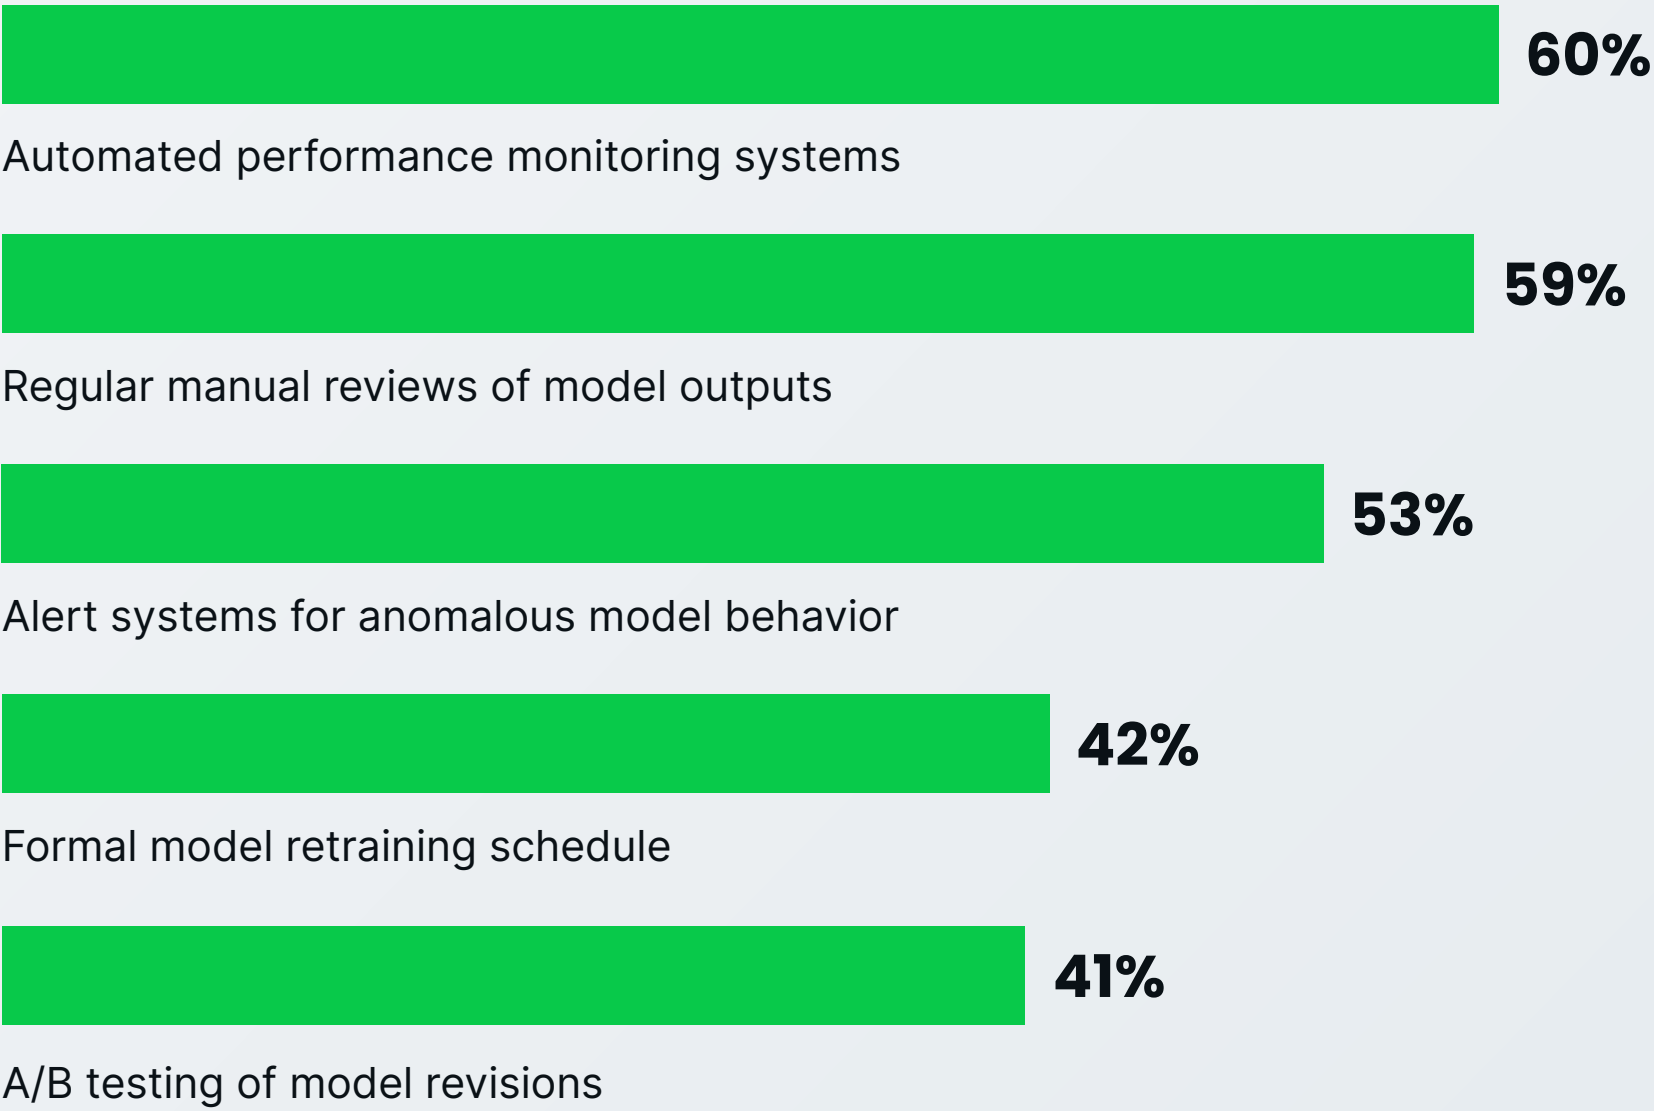 60%
Automated performance monitoring systems
59%
Regular manual reviews of model outputs
53%
Alert systems for anomalous model behavior
42%
Formal model retraining schedule
41%
A/B testing of model revisions